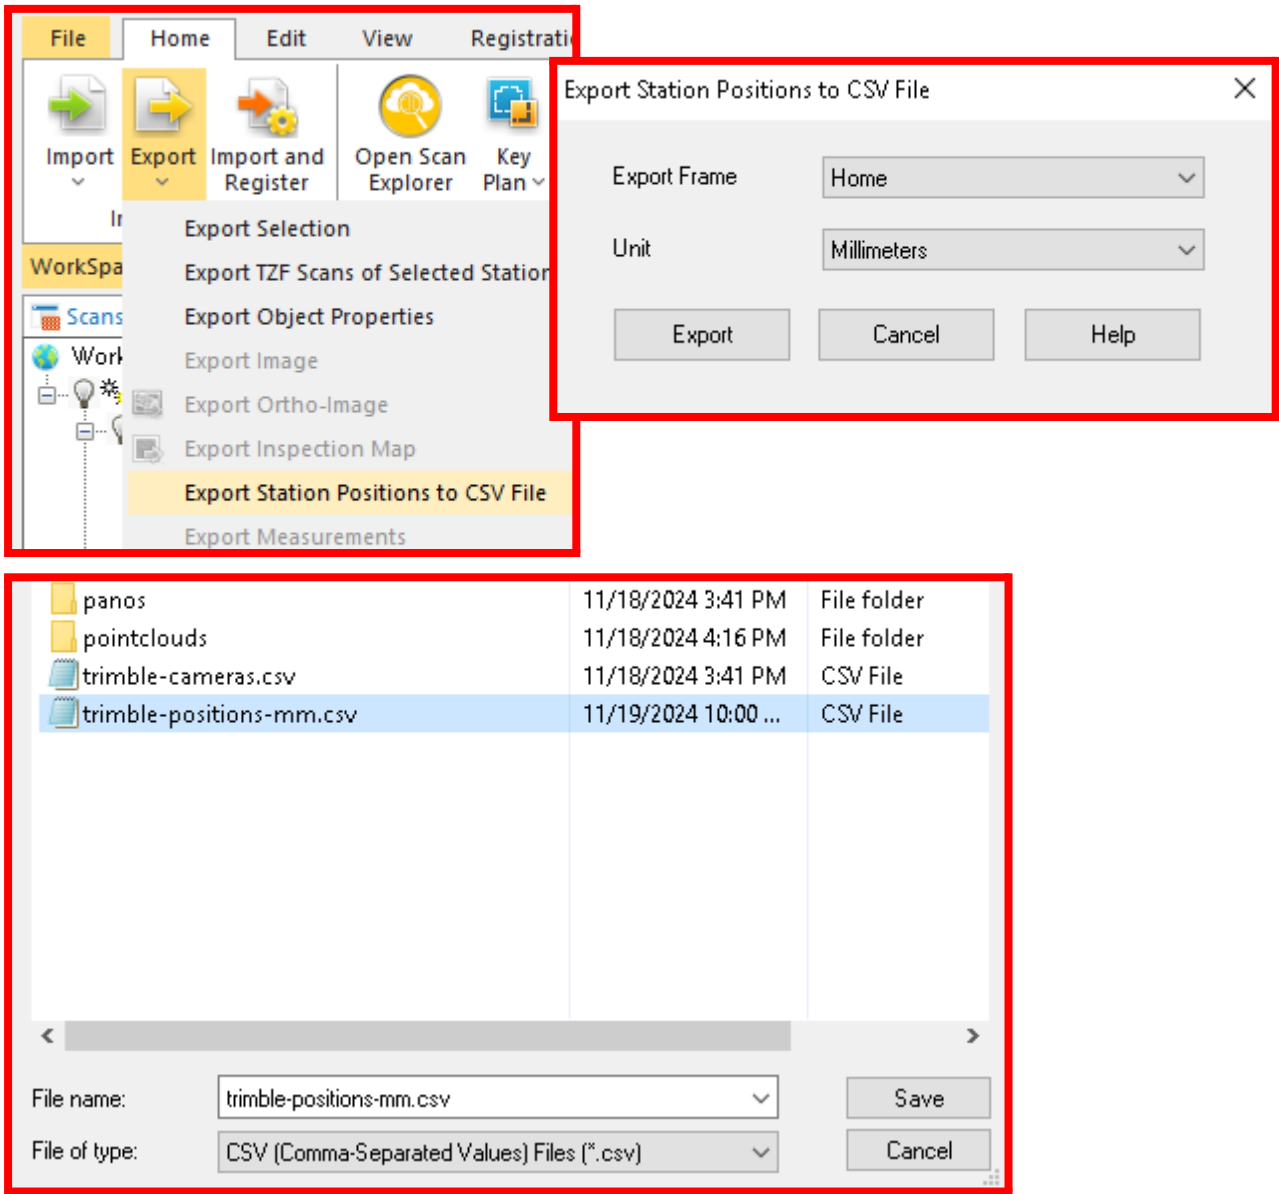 File Home Edit View
Import Export Import and Register Open Scan Explorer Key Plan
Export Selection
Export TZF Scans of Selected
Export Object Properties
Scans
Export Image
Export Ortho-Image
Export Inspection Map
Export Station Positions to CSV File
Export Measurements
Export Station Positions to CSV File
Export Frame Home
Unit Millimeters
Export Cancel Help
panos 11/18/2024 3:41 PM File folder
pointclouds 11/18/2024 4:16 PM File folder
trimble-cameras.csv 11/18/2024 3:41 PM CSV File
trimble-positions-mm.csv 11/19/2024 10:00 ... CSV File
File name: trimble-positions-mm.csv Save
File of type: CSV (Comma-Separated Values) Files (*.csv) Cancel